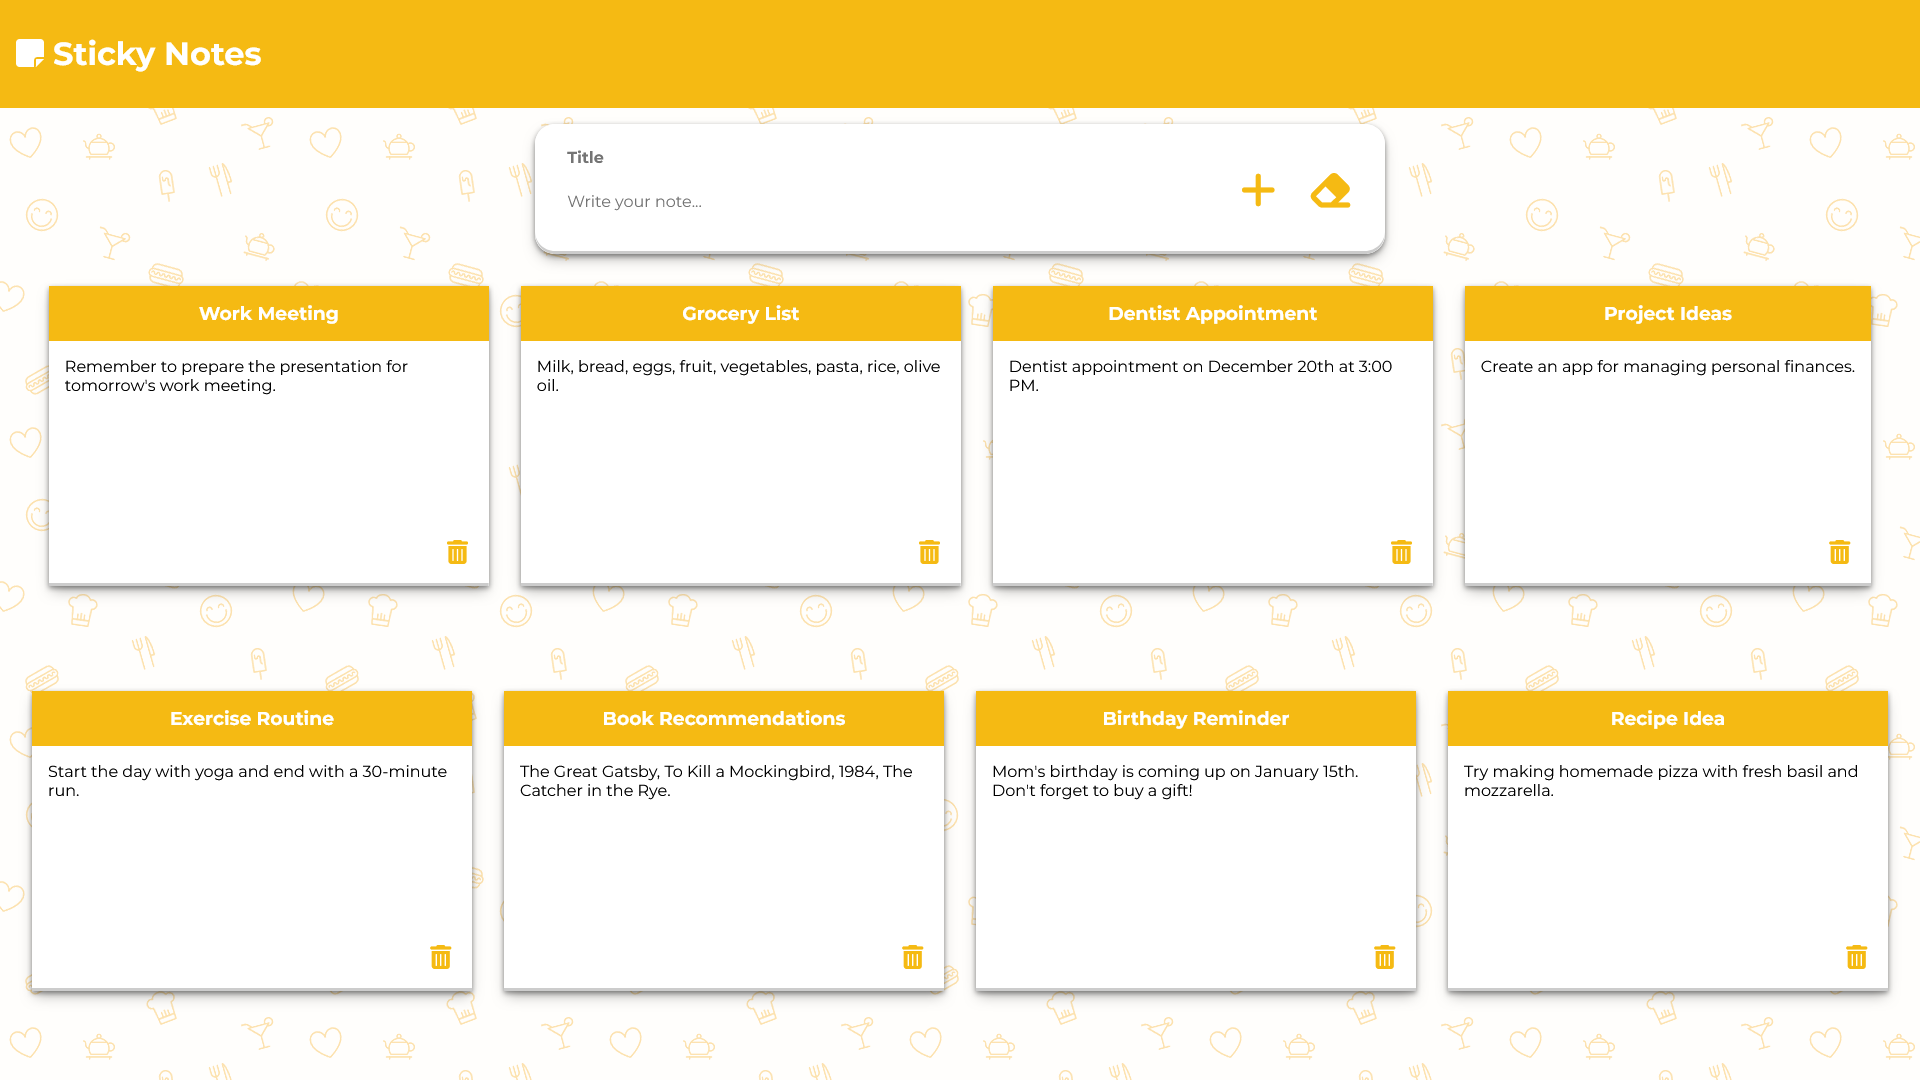 Sticky Notes
Title
Write your note...
Work Meeting
Remember to prepare the presentation for
tomorrow's work meeting.
Grocery List
Milk, bread, eggs, fruit, vegetables, pasta, rice, olive
oil.
Dentist Appointment
Dentist appointment on December 20th at 3:00
PM.
Project Ideas
Create an app for managing personal finances.
Exercise Routine
Start the day with yoga and end with a 30-minute
run.
Book Recommendations
The Great Gatsby, To Kill a Mockingbird, 1984, The
Catcher in the Rye.
Birthday Reminder
Mom's birthday is coming up on January 15th.
Don't forget to buy a gift!
Recipe Idea
Try making homemade pizza with fresh basil and
mozzarella.